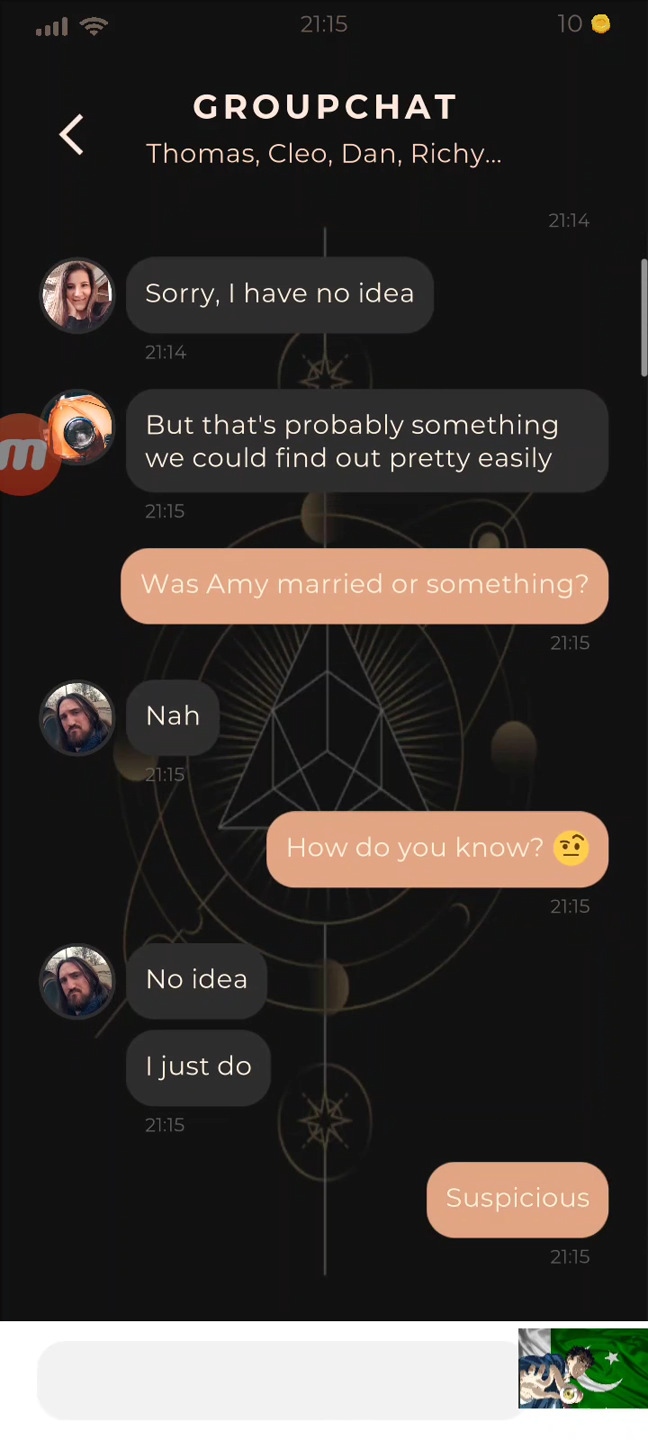 21:15
10
GROUPCHAT
Thomas, Cleo, Dan, Richy...
21:14
Sorry, I have no idea
21:14
But that's probably something
we could find out pretty easily
21:15
Was Amy married or something?
21:15
Nah
21:15
How do you know? 🤨
21:15
No idea
I just do
21:15
Suspicious
21:15